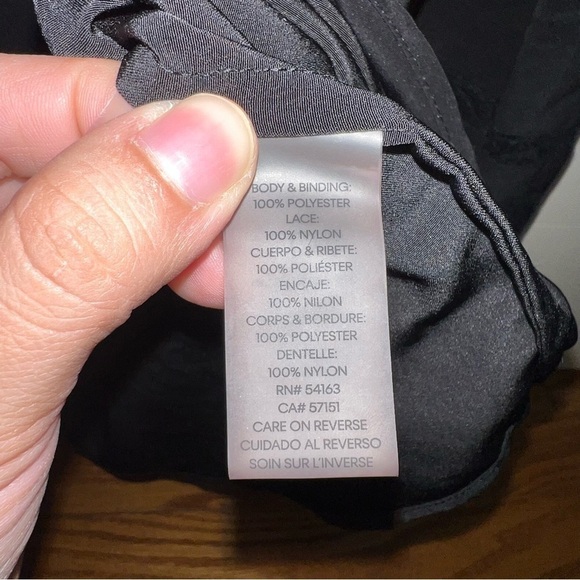 BODY & BINDING:
100% POLYESTER
LACE:
100% NYLON
CUERPO & RIBETE:
100% POLIÉSTER
ENCAJE:
100% NILON
CORPS & BORDURE:
100% POLYESTER
DENTELLE:
100% NYLON
RN# 54163
CA# 57151
CARE ON REVERSE
CUIDADO AL REVERSO
SOIN SUR L'INVERSE